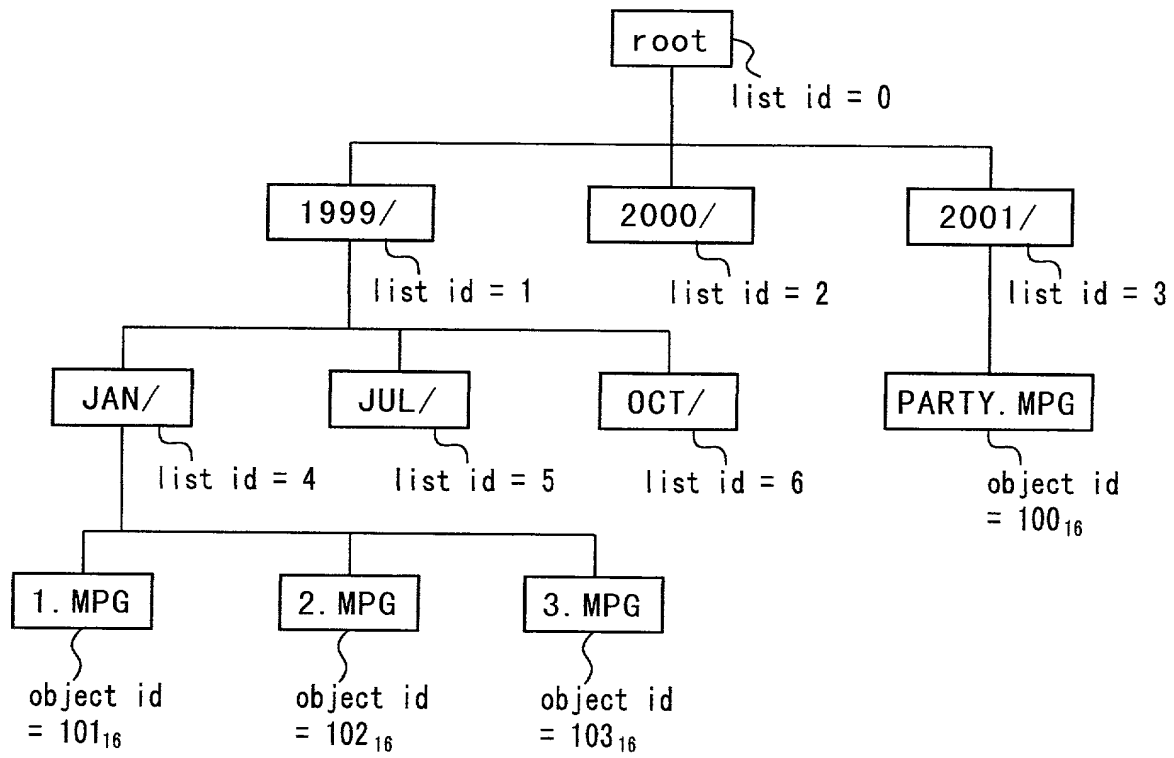 root
list id = 0
1999/
2000/
2001/
list id = 1
list id = 2
list id = 3
JAN/
JUL/
OCT/
PARTY.MPG
list id = 4
list id = 5
list id = 6
object id
= 100₁₆
1.MPG
2.MPG
3.MPG
object id
= 101₁₆
object id
= 102₁₆
object id
= 103₁₆